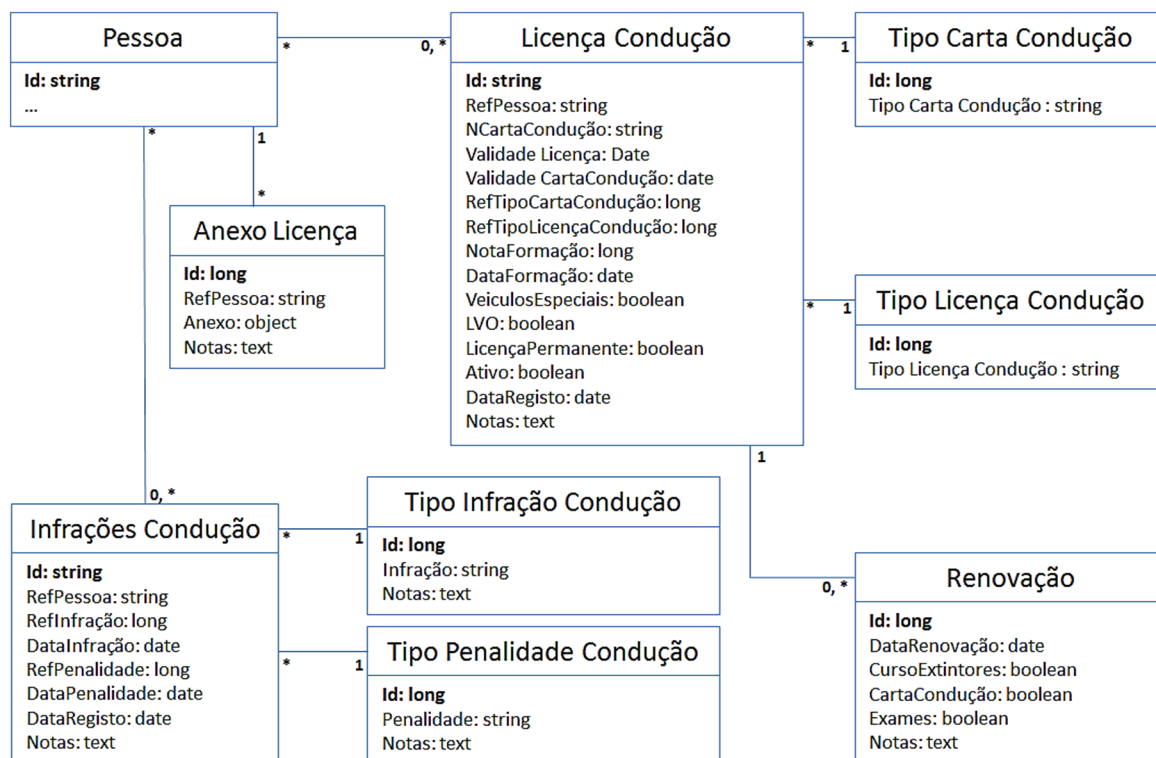 Pessoa
Id: string
...
* 0, *
Licença Condução
Id: string
RefPessoa: string
NCartaCondução: string
Validade Licença: Date
Validade CartaCondução: date
RefTipoCartaCondução: long
RefTipoLicençaCondução: long
NotaFormação: long
DataFormação: date
VeiculosEspeciais: boolean
LVO: boolean
LicençaPermanente: boolean
Ativo: boolean
DataRegisto: date
Notas: text
* 1
Tipo Carta Condução
Id: long
Tipo Carta Condução : string
* 1
Tipo Licença Condução
Id: long
Tipo Licença Condução : string
1
*
Anexo Licença
Id: long
RefPessoa: string
Anexo: object
Notas: text
*
0, *
Infrações Condução
Id: string
RefPessoa: string
RefInfração: long
DataInfração: date
RefPenalidade: long
DataPenalidade: date
DataRegisto: date
Notas: text
* 1
Tipo Infração Condução
Id: long
Infração: string
Notas: text
* 1
Tipo Penalidade Condução
Id: long
Penalidade: string
Notas: text
1
0, *
Renovação
Id: long
DataRenovação: date
CursoExtintores: boolean
CartaCondução: boolean
Exames: boolean
Notas: text